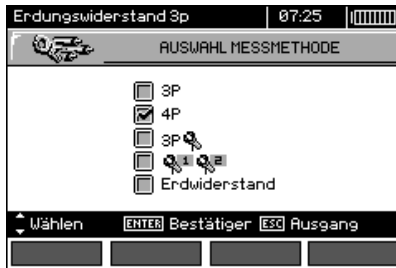 Erdungswiderstand 3p 07:25
AUSWAHL MESSMETHODE
3P
4P
3P
1 2
Erdwiderstand
Wählen ENTER Bestätiger ESC Ausgang